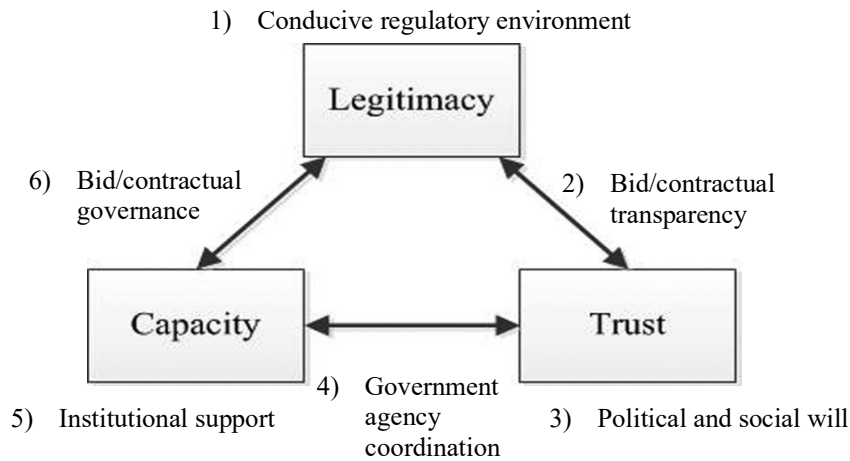 1) Conducive regulatory environment
Legitimacy
6) Bid/contractual
governance
2) Bid/contractual
transparency
Capacity
Trust
4) Government
agency
coordination
5) Institutional support
3) Political and social will